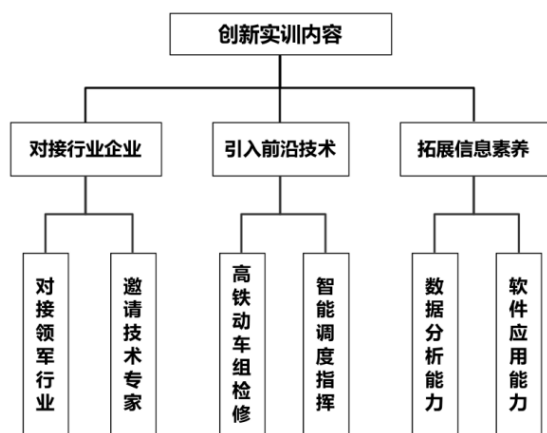 创新实训内容
对接行业企业
引入前沿技术
拓展信息素养
对接领军行业
邀请技术专家
高铁动车组检修
智能调度指挥
数据分析能力
软件应用能力